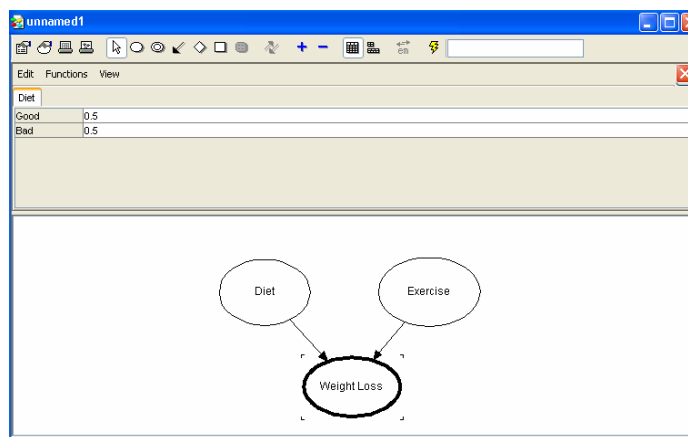 unnamed1
Edit Functions View
Diet
Good 0.5
Bad 0.5
Diet Exercise
Weight Loss